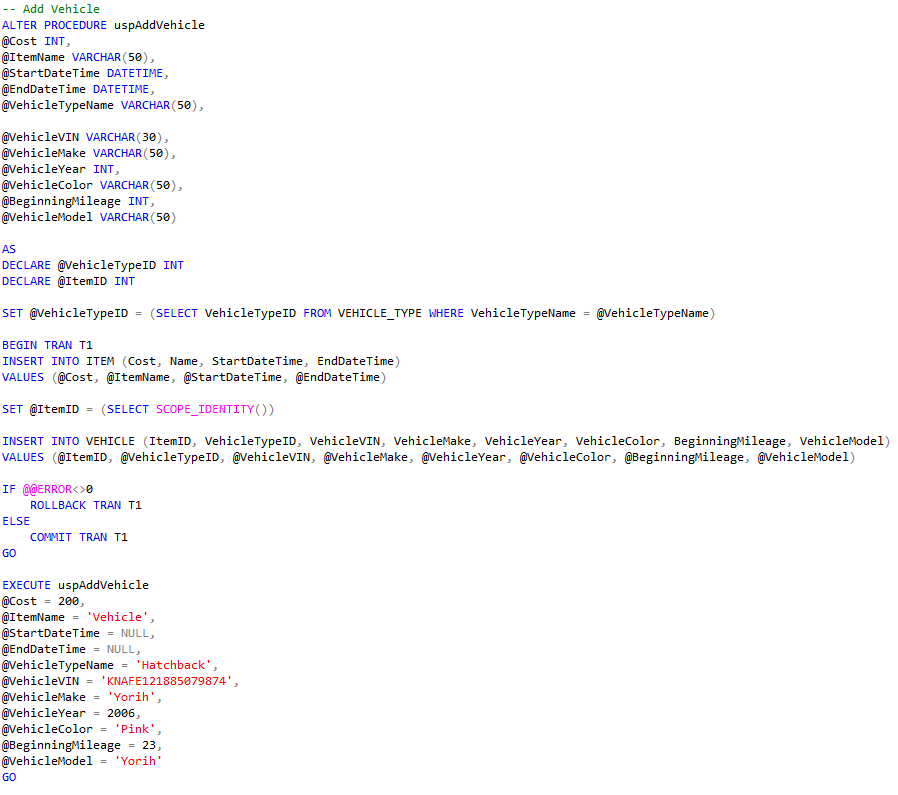 -- Add Vehicle
ALTER PROCEDURE uspAddVehicle
@Cost INT,
@ItemName VARCHAR(50),
@StartDateTime DATETIME,
@EndDateTime DATETIME,
@VehicleTypeName VARCHAR(50),

@VehicleVIN VARCHAR(30),
@VehicleMake VARCHAR(50),
@VehicleYear INT,
@VehicleColor VARCHAR(50),
@BeginningMileage INT,
@VehicleModel VARCHAR(50)

AS
DECLARE @VehicleTypeID INT
DECLARE @ItemID INT

SET @VehicleTypeID = (SELECT VehicleTypeID FROM VEHICLE_TYPE WHERE VehicleTypeName = @VehicleTypeName)

BEGIN TRAN T1
INSERT INTO ITEM (Cost, Name, StartDateTime, EndDateTime)
VALUES (@Cost, @ItemName, @StartDateTime, @EndDateTime)

SET @ItemID = (SELECT SCOPE_IDENTITY())

INSERT INTO VEHICLE (ItemID, VehicleTypeID, VehicleVIN, VehicleMake, VehicleYear, VehicleColor, BeginningMileage, VehicleModel)
VALUES (@ItemID, @VehicleTypeID, @VehicleVIN, @VehicleMake, @VehicleYear, @VehicleColor, @BeginningMileage, @VehicleModel)

IF @@ERROR<>0
    ROLLBACK TRAN T1
ELSE
    COMMIT TRAN T1
GO

EXECUTE uspAddVehicle
@Cost = 200,
@ItemName = 'Vehicle',
@StartDateTime = NULL,
@EndDateTime = NULL,
@VehicleTypeName = 'Hatchback',
@VehicleVIN = 'KNAFE121885079874',
@VehicleMake = 'Yorih',
@VehicleYear = 2006,
@VehicleColor = 'Pink',
@BeginningMileage = 23,
@VehicleModel = 'Yorih'
GO